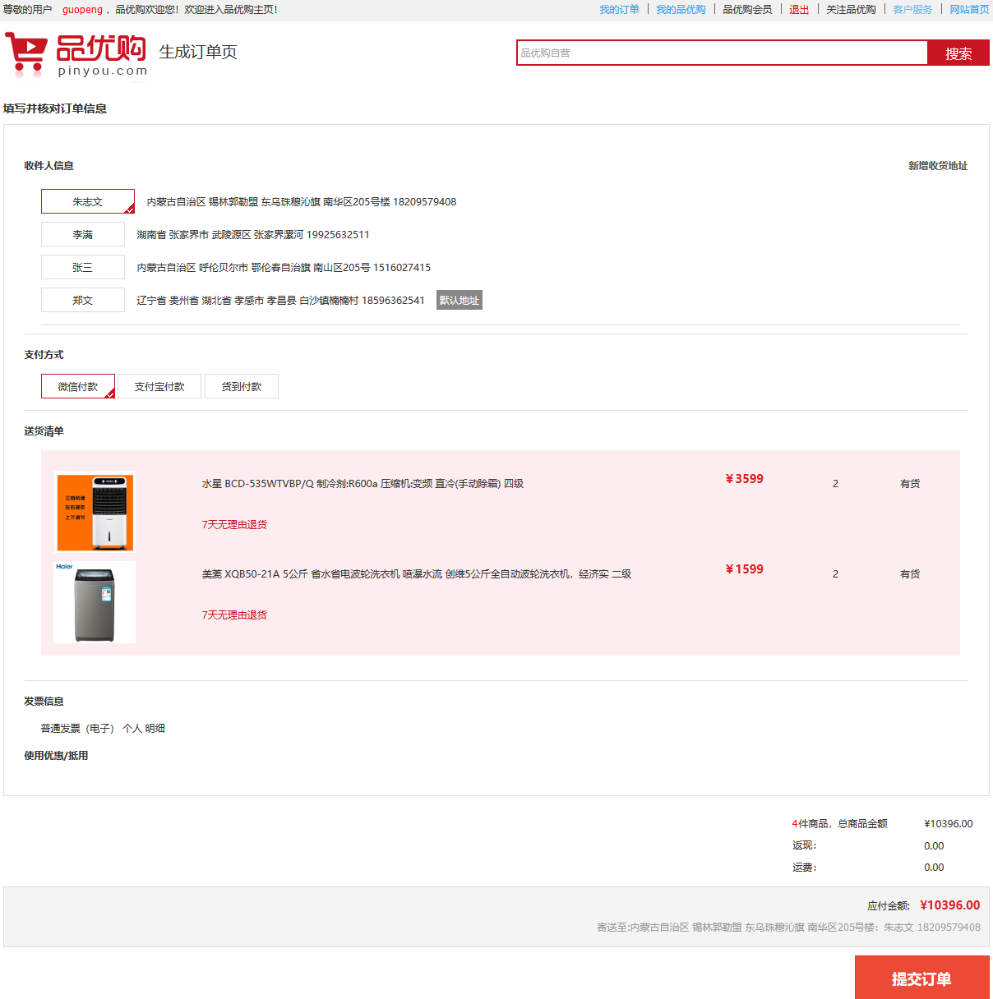 尊敬的用户 guopeng ，品优购欢迎您！欢迎进入品优购主页！ 我的订单 我的品优购 品优购会员 退出 关注品优购 客户服务 网站首页
品优购 生成订单页 品优购自营 搜索
pinyou.com
填写并核对订单信息
收件人信息 新增收货地址
朱志文 内蒙古自治区 锡林郭勒盟 东乌珠穆沁旗 南华区205号楼 18209579408
李满 湖南省 张家界市 武陵源区 张家界漯河 19925632511
张三 内蒙古自治区 呼伦贝尔市 鄂伦春自治旗 南山区205号 1516027415
郑文 辽宁省 贵州省 湖北省 孝感市 孝昌县 白沙镇楠楠村 18596362541 默认地址
支付方式
微信付款 支付宝付款 货到付款
送货清单
水星 BCD-535WTVBP/Q 制冷剂:R600a 压缩机:变频 直冷(手动除霜) 四级 ￥3599 2 有货
三档风速
左右摆页
上下调节
7天无理由退货
Haier
美菱 XQB50-21A 5公斤 省水省电波轮洗衣机 喷瀑水流 创维5公斤全自动波轮洗衣机，经济实 二级 ￥1599 2 有货
7天无理由退货
发票信息
普通发票（电子） 个人 明细
使用优惠/抵用
4件商品，总商品金额 ¥10396.00
返现： 0.00
运费： 0.00
应付金额： ¥10396.00
寄送至:内蒙古自治区 锡林郭勒盟 东乌珠穆沁旗 南华区205号楼：朱志文 18209579408
提交订单